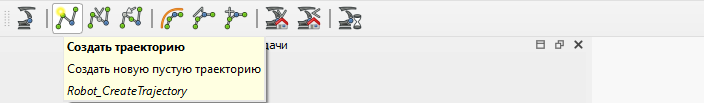 Создать траекторию
дачи
Создать новую пустую траекторию
Robot_CreateTrajectory